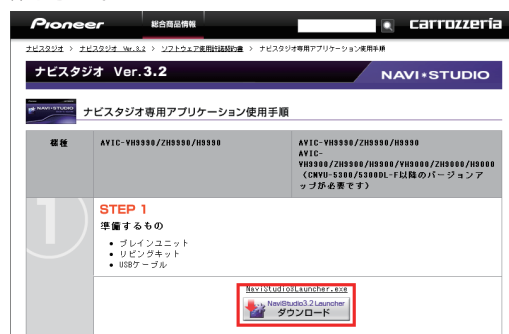 Pioneer 総合商品情報 carrozzeria
ナビスタジオ > ナビスタジオ Ver.3.2 > ソフトウェア使用許諾契約書 > ナビスタジオ専用アプリケーション使用手順
ナビスタジオ Ver.3.2 NAVI*STUDIO
NAVI*STUDIO ナビスタジオ専用アプリケーション使用手順
機種 AVIC-VH9990/ZH9990/H9990 AVIC-VH9990/ZH9990/H9990
AVIC-
VH9900/ZH9900/H9900/VH9000/ZH9000/H9000
(CNVU-5300/5300DL-F以降のバージョンア
ップが必要です)
1 STEP 1
準備するもの
• ブレインユニット
• リビングキット
• USBケーブル
NaviStudio3Launcher.exe
NaviStudio3.2 Launcher
ダウンロード